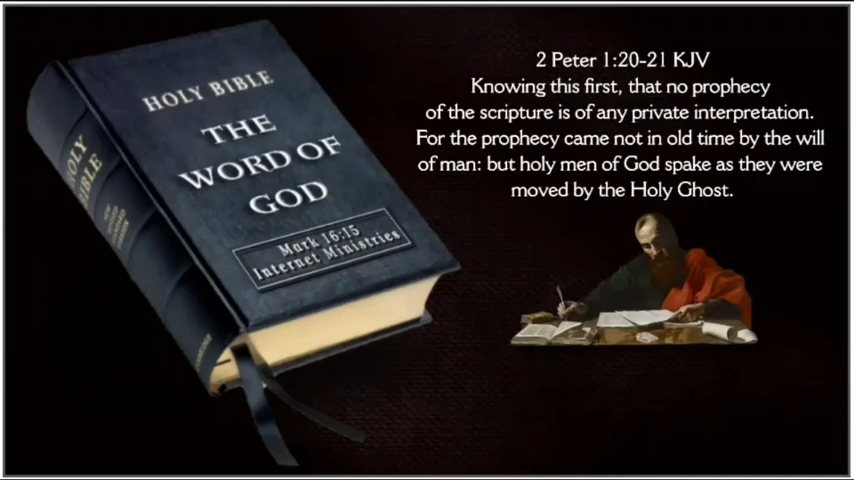 HOLY BIBLE
THE
WORD OF
GOD
Mark 16:15
Internet Ministries
HOLY
BIBLE
2 Peter 1:20-21 KJV
Knowing this first, that no prophecy
of the scripture is of any private interpretation.
For the prophecy came not in old time by the will
of man: but holy men of God spake as they were
moved by the Holy Ghost.